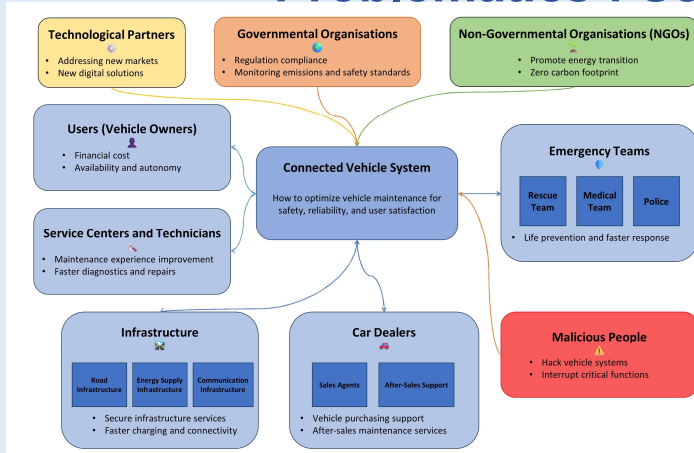 Technological Partners
• Addressing new markets
• New digital solutions
Governmental Organisations
• Regulation compliance
• Monitoring emissions and safety standards
Non-Governmental Organisations (NGOs)
• Promote energy transition
• Zero carbon footprint
Users (Vehicle Owners)
• Financial cost
• Availability and autonomy
Connected Vehicle System
How to optimize vehicle maintenance for
safety, reliability, and user satisfaction
Emergency Teams
Rescue
Team
Medical
Team
Police
• Life prevention and faster response
Service Centers and Technicians
• Maintenance experience improvement
• Faster diagnostics and repairs
Infrastructure
Road
Infrastructure
Energy Supply
Infrastructure
Communication
Infrastructure
• Secure infrastructure services
• Faster charging and connectivity
Car Dealers
Sales Agents
After-Sales Support
• Vehicle purchasing support
• After-sales maintenance services
Malicious People
• Hack vehicle systems
• Interrupt critical functions